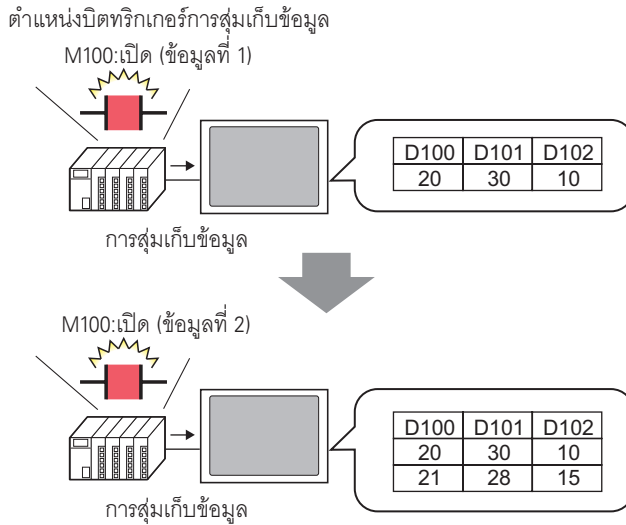 ตำแหน่งบิตทริกเกอร์การสุ่มเก็บข้อมูล
M100:เปิด (ข้อมูลที่ 1)
D100 D101 D102
20 30 10
การสุ่มเก็บข้อมูล
M100:เปิด (ข้อมูลที่ 2)
D100 D101 D102
20 30 10
21 28 15
การสุ่มเก็บข้อมูล